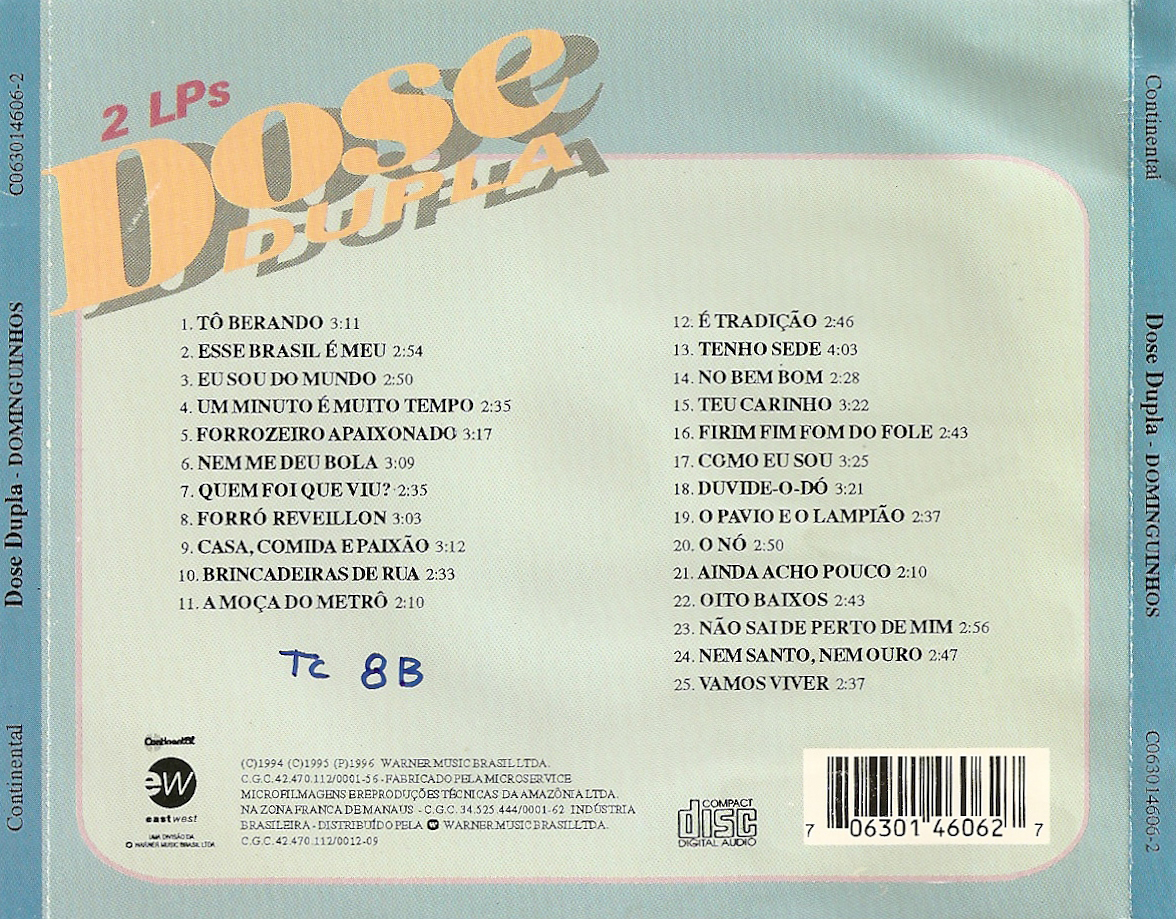 2 LPs
Dose
DUPLA
1. TÔ BERANDO 3:11
2. ESSE BRASIL É MEU 2:54
3. EU SOU DO MUNDO 2:50
4. UM MINUTO É MUITO TEMPO 2:35
5. FORROZEIRO APAIXONADO 3:17
6. NEM ME DEU BOLA 3:09
7. QUEM FOI QUE VIU? 2:35
8. FORRÓ REVEILLON 3:03
9. CASA, COMIDA E PAIXÃO 3:12
10. BRINCADEIRAS DE RUA 2:33
11. A MOÇA DO METRÔ 2:10
12. É TRADIÇÃO 2:46
13. TENHO SEDE 4:03
14. NO BEM BOM 2:28
15. TEU CARINHO 3:22
16. FIRIM FIM FOM DO FOLE 2:43
17. COMO EU SOU 3:25
18. DUVIDE-O-DÓ 3:21
19. O PAVIO E O LAMPIÃO 2:37
20. O NÓ 2:50
21. AINDA ACHO POUCO 2:10
22. OITO BAIXOS 2:43
23. NÃO SAI DE PERTO DE MIM 2:56
24. NEM SANTO, NEM OURO 2:47
25. VAMOS VIVER 2:37
TC 8B
Continental
ew
eastwest
UMA DIVISÃO DA
WARNER MUSIC BRASIL LTDA
(C)1994 (C)1995 (P)1996 WARNER MUSIC BRASIL LTDA.
C.G.C. 42.470.112/0001-56 - FABRICADO PELA MICROSERVICE
MICROFILMAGENS E REPRODUÇÕES TÉCNICAS DA AMAZÔNIA LTDA.
NA ZONA FRANCA DE MANAUS - C.G.C. 34.525.444/0001-62 INDÚSTRIA
BRASILEIRA - DISTRIBUÍDO PELA WARNER MUSIC BRASIL LTDA.
C.G.C. 42.470.112/0012-09
COMPACT
disc
DIGITAL AUDIO
7 06301 46062 7
Continental Dose Dupla - DOMINGUINHOS C063014606-2
Continental Dose Dupla - DOMINGUINHOS C063014606-2